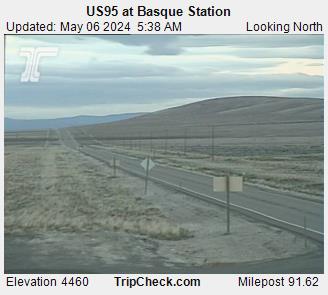 US95 at Basque Station
Updated: May 06 2024 5:38 AM Looking North
Elevation 4460 TripCheck.com Milepost 91.62